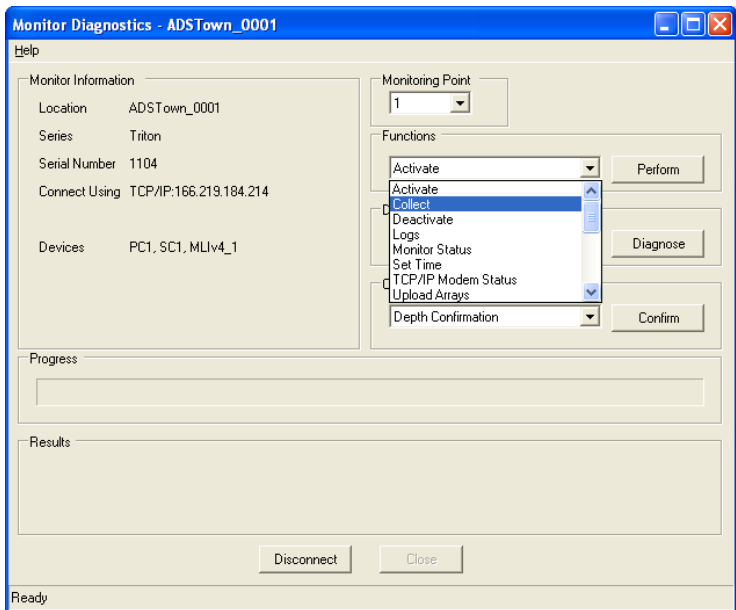 Monitor Diagnostics - ADSTown_0001
Help
Monitor Information
Location ADSTown_0001
Series Triton
Serial Number 1104
Connect Using TCP/IP:166.219.184.214
Devices PC1, SC1, MLIv4_1
Monitoring Point
1
Functions
Activate
Perform
Activate
Collect
Deactivate
Logs
Monitor Status
Set Time
TCP/IP Modem Status
Upload Arrays
Diagnose
Depth Confirmation
Confirm
Progress
Results
Disconnect
Close
Ready